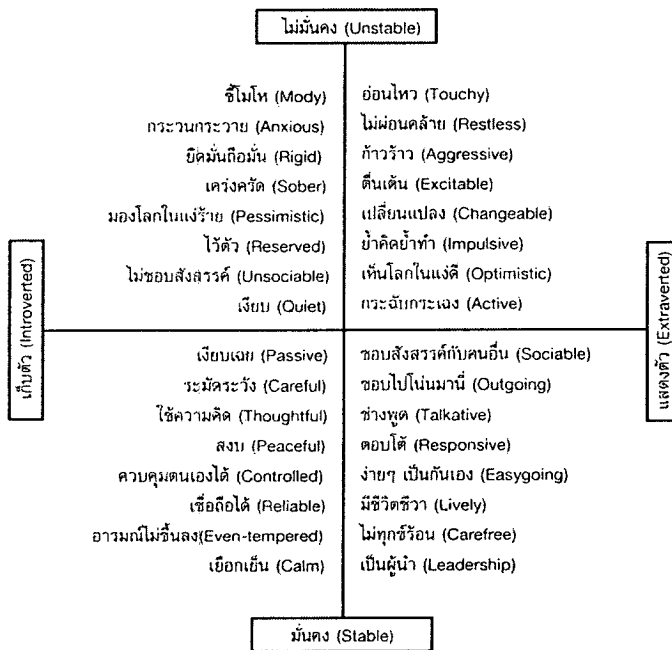 ไม่มั่นคง (Unstable)
ขี้โมโห (Mody)
กระวนกระวาย (Anxious)
ยึดมั่นถือมั่น (Rigid)
เคร่งครัด (Sober)
มองโลกในแง่ร้าย (Pessimistic)
ไว้ตัว (Reserved)
ไม่ชอบสังสรรค์ (Unsociable)
เงียบ (Quiet)
อ่อนไหว (Touchy)
ไม่ผ่อนคล้าย (Restless)
ก้าวร้าว (Aggressive)
ตื่นเต้น (Excitable)
เปลี่ยนแปลง (Changeable)
ย้ำคิดย้ำทำ (Impulsive)
เห็นโลกในแง่ดี (Optimistic)
กระฉับกระเฉง (Active)
เก็บตัว (Introverted)
แสดงตัว (Extraverted)
เงียบเฉย (Passive)
ระมัดระวัง (Careful)
ใช้ความคิด (Thoughtful)
สงบ (Peaceful)
ควบคุมตนเองได้ (Controlled)
เชื่อถือได้ (Reliable)
อารมณ์ไม่ขึ้นลง(Even-tempered)
เยือกเย็น (Calm)
ชอบสังสรรค์กับคนอื่น (Sociable)
ชอบไปโน่นมานี่ (Outgoing)
ช่างพูด (Talkative)
ตอบโต้ (Responsive)
ง่ายๆ เป็นกันเอง (Easygoing)
มีชีวิตชีวา (Lively)
ไม่ทุกข์ร้อน (Carefree)
เป็นผู้นำ (Leadership)
มั่นคง (Stable)